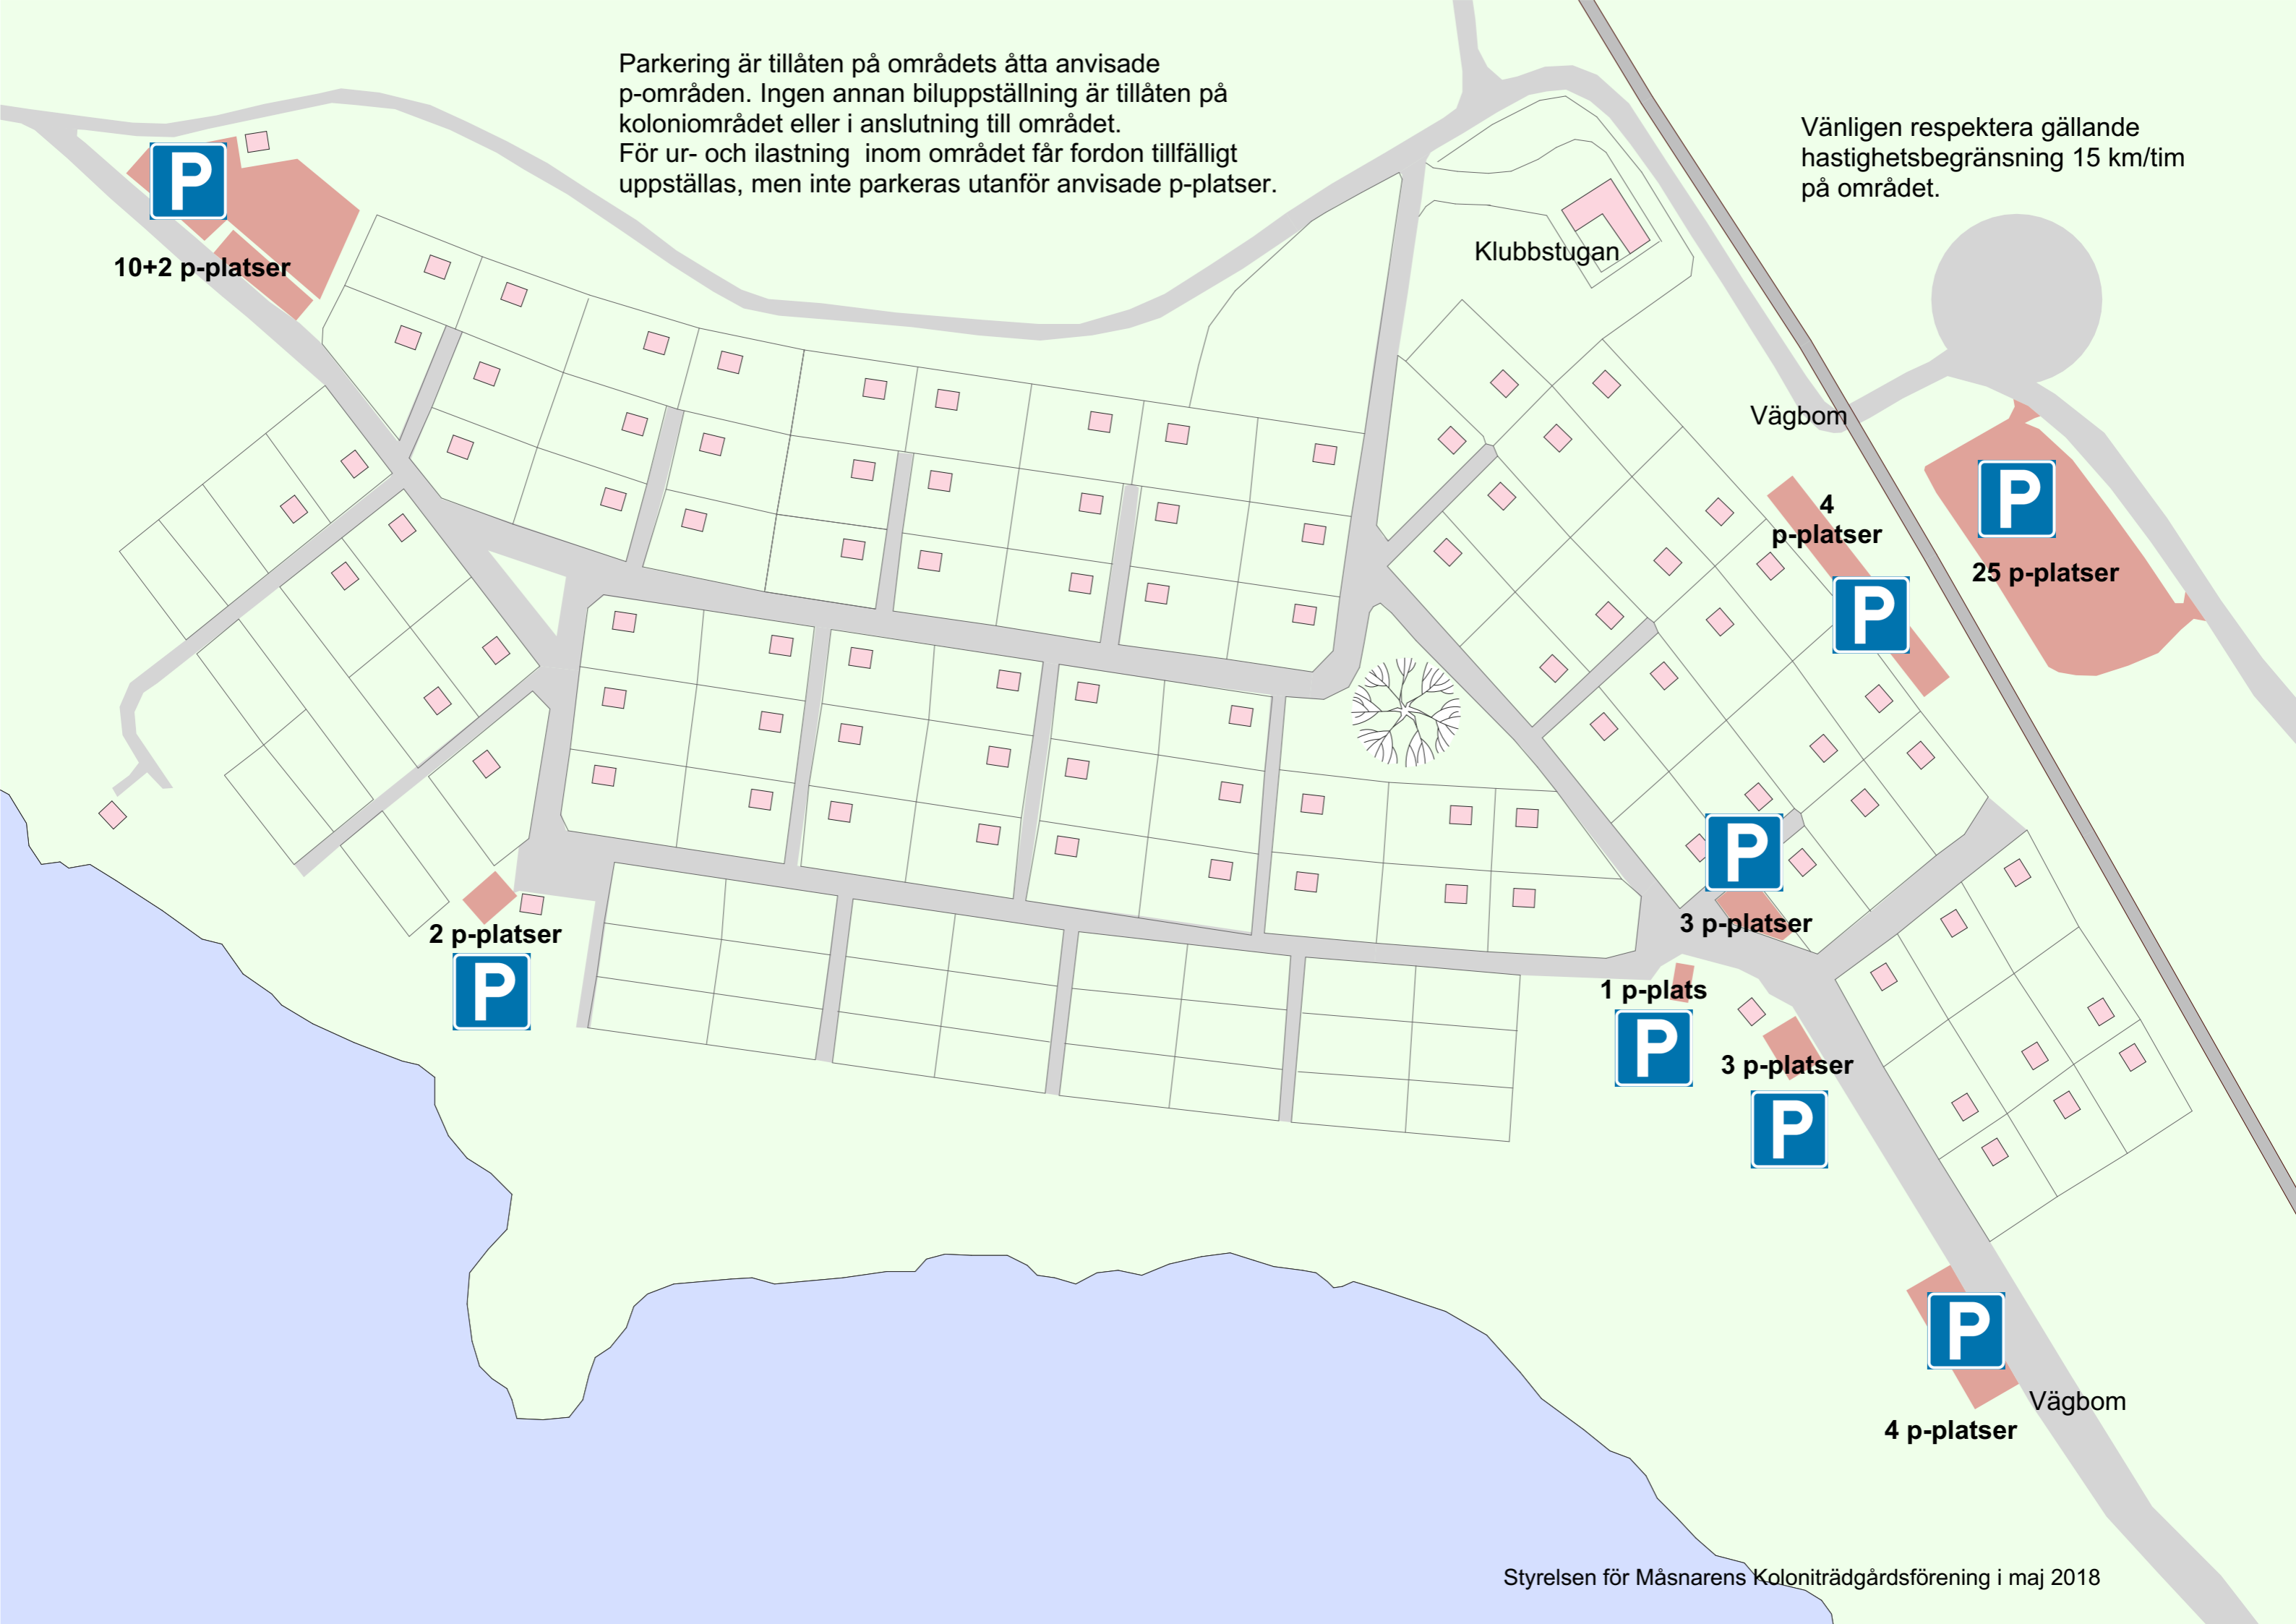 Parkering är tillåten på områdets åtta anvisade
p-områden. Ingen annan biluppställning är tillåten på
koloniområdet eller i anslutning till området.
För ur- och ilastning  inom området får fordon tillfälligt
uppställas, men inte parkeras utanför anvisade p-platser.
Vänligen respektera gällande
hastighetsbegränsning 15 km/tim
på området.
P
10+2 p-platser
Klubbstugan
Vägbom
4
p-platser
P
P
25 p-platser
P
3 p-platser
2 p-platser
P
1 p-plats
P
3 p-platser
P
P
Vägbom
4 p-platser
Styrelsen för Måsnarens Koloniträdgårdsförening i maj 2018